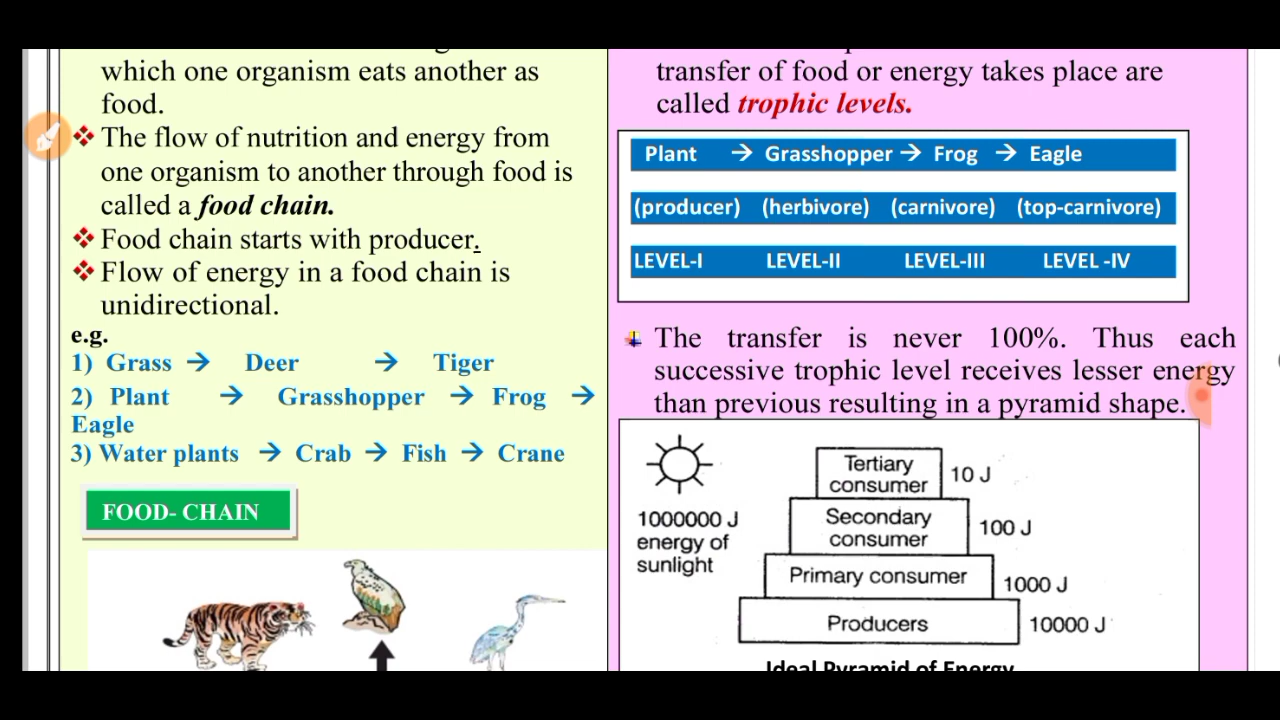 which one organism eats another as
food.
❖ The flow of nutrition and energy from
one organism to another through food is
called a food chain.
❖ Food chain starts with producer.
❖ Flow of energy in a food chain is
unidirectional.
e.g.
1) Grass → Deer → Tiger
2) Plant → Grasshopper → Frog →
Eagle
3) Water plants → Crab → Fish → Crane
FOOD- CHAIN
transfer of food or energy takes place are
called trophic levels.
Plant → Grasshopper → Frog → Eagle
(producer) (herbivore) (carnivore) (top-carnivore)
LEVEL-I LEVEL-II LEVEL-III LEVEL -IV
The transfer is never 100%. Thus each
successive trophic level receives lesser energy
than previous resulting in a pyramid shape.
1000000 J
energy of
sunlight
Tertiary
consumer 10 J
Secondary
consumer 100 J
Primary consumer 1000 J
Producers 10000 J
Ideal Pyramid of Energy